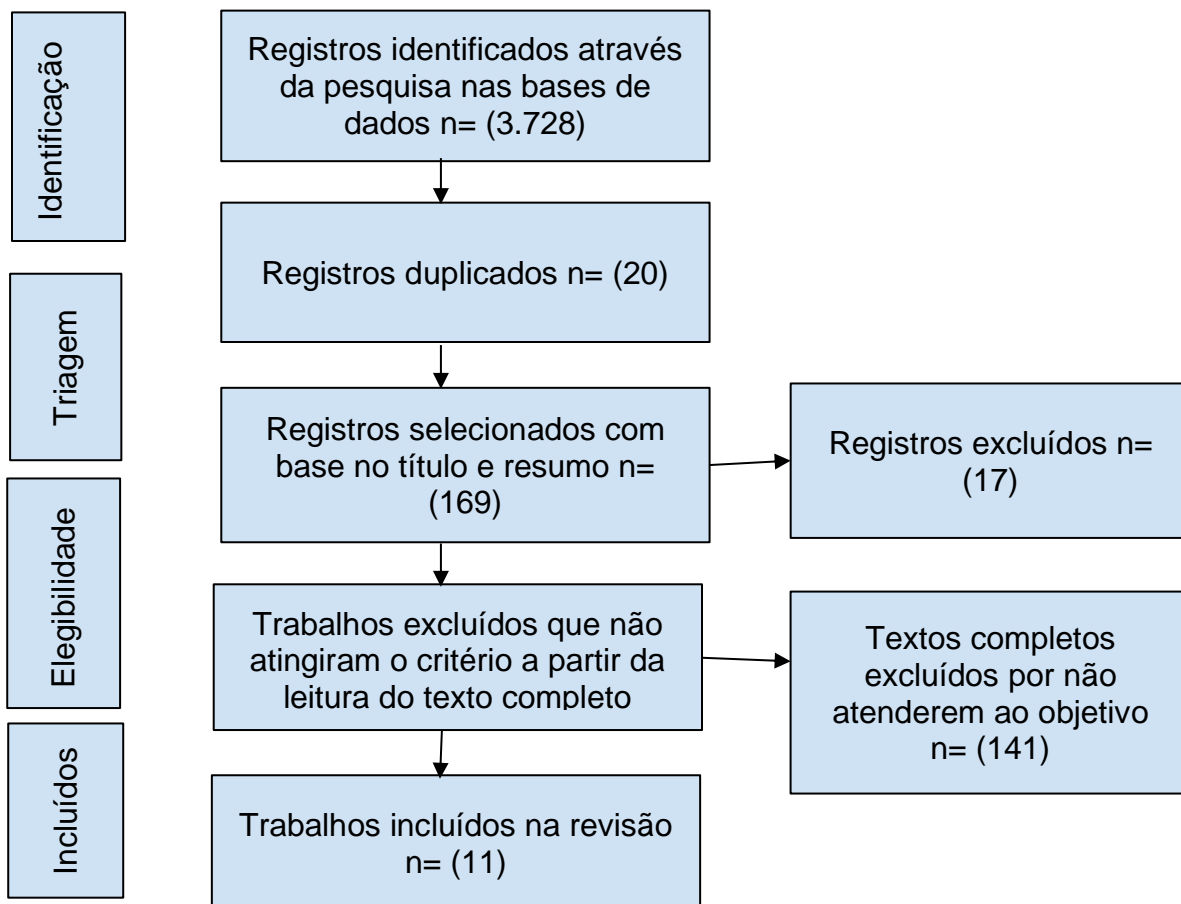 Identificação
Registros identificados através
da pesquisa nas bases de
dados n= (3.728)
Registros duplicados n= (20)
Triagem
Registros selecionados com
base no título e resumo n=
(169)
Registros excluídos n=
(17)
Elegibilidade
Trabalhos excluídos que não
atingiram o critério a partir da
leitura do texto completo
Textos completos
excluídos por não
atenderem ao objetivo
n= (141)
Incluídos
Trabalhos incluídos na revisão
n= (11)